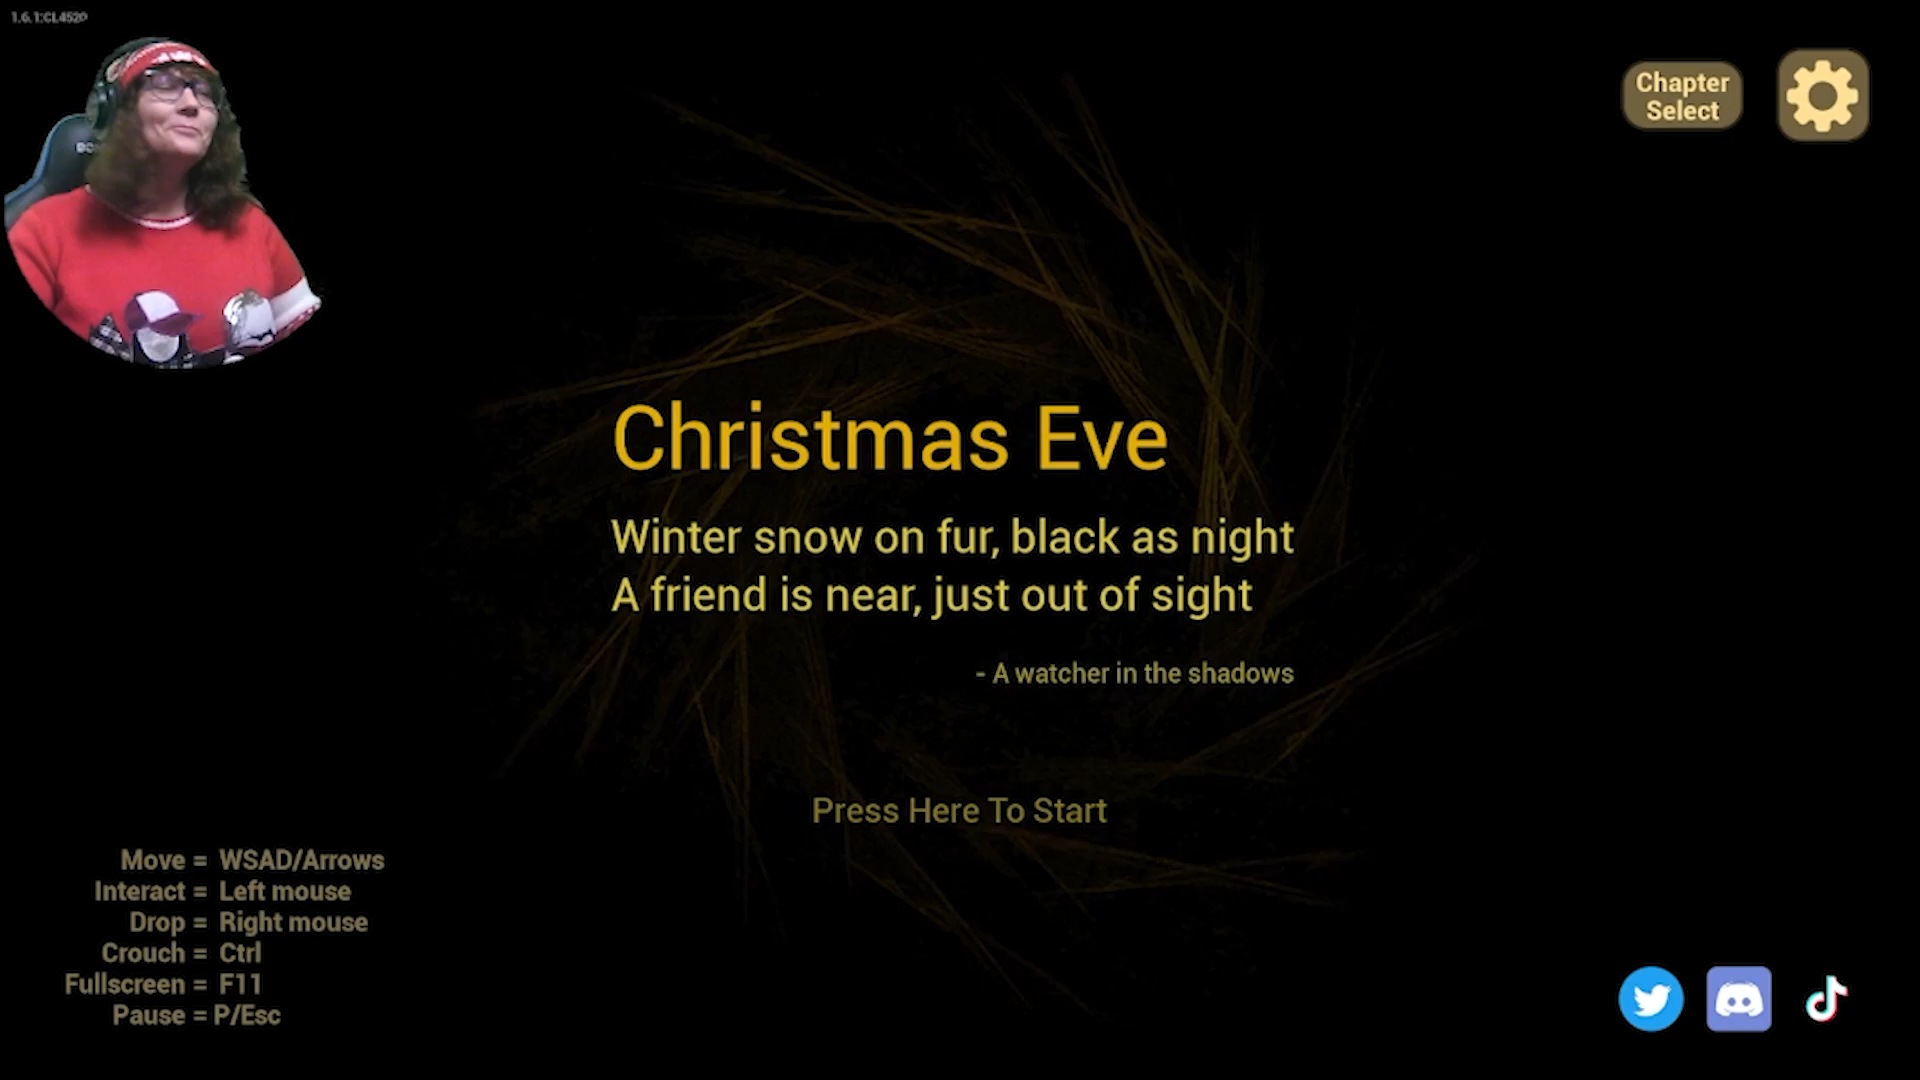 1.6.1:CL4520
Chapter
Select
Christmas Eve
Winter snow on fur, black as night
A friend is near, just out of sight
- A watcher in the shadows
Press Here To Start
Move = WSAD/Arrows
Interact = Left mouse
Drop = Right mouse
Crouch = Ctrl
Fullscreen = F11
Pause = P/Esc